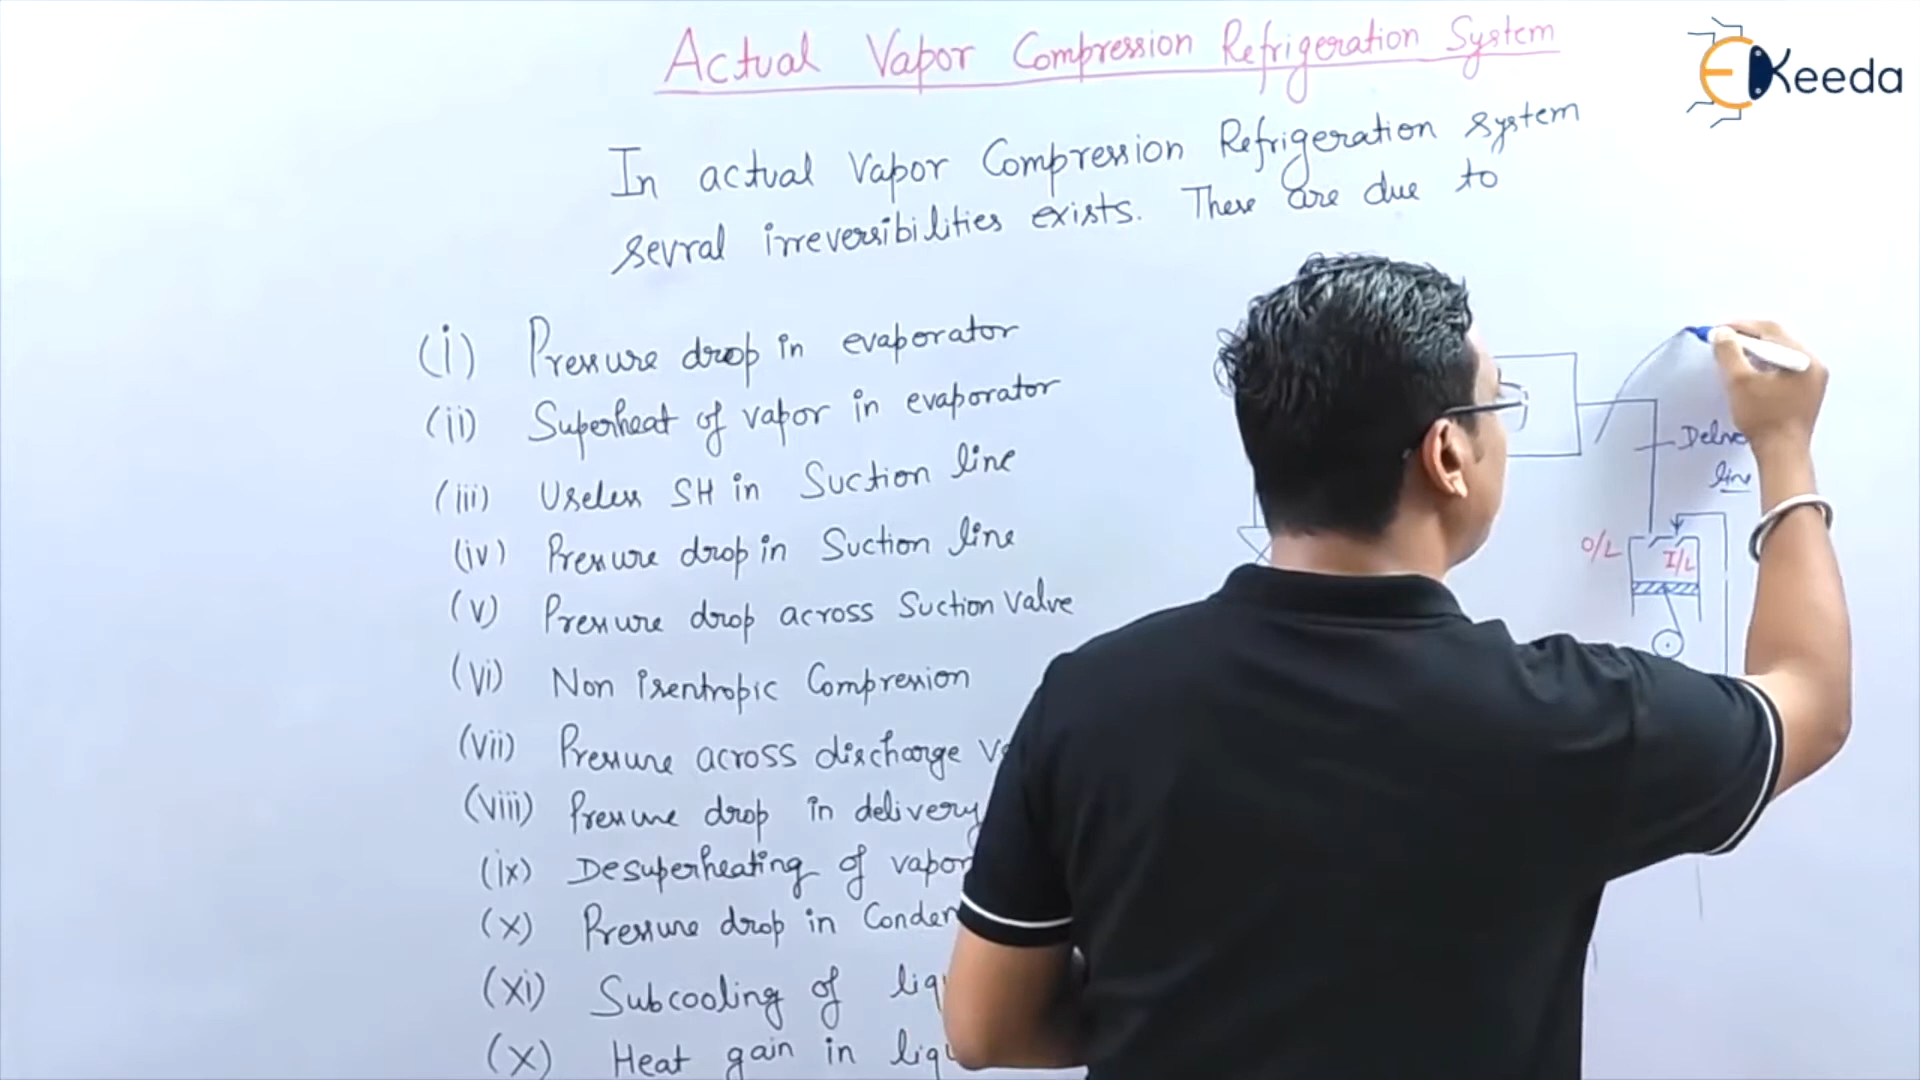 Actual Vapor Compression Refrigeration System
EKeeda
In actual Vapor Compression Refrigeration system
sevral irreversibilities exists. These are due to
(i) Pressure drop in evaporator
(ii) Superheat of vapor in evaporator
(iii) Useless SH in Suction line
(iv) Pressure drop in Suction line
(v) Pressure drop across Suction Valve
(vi) Non isentropic Compression
(vii) Pressure across discharge
(viii) Pressure drop in delivery
(ix) Desuperheating of vapor
(x) Pressure drop in
(xi) Subcooling of
(x) Heat gain in
line
O/L
I/L